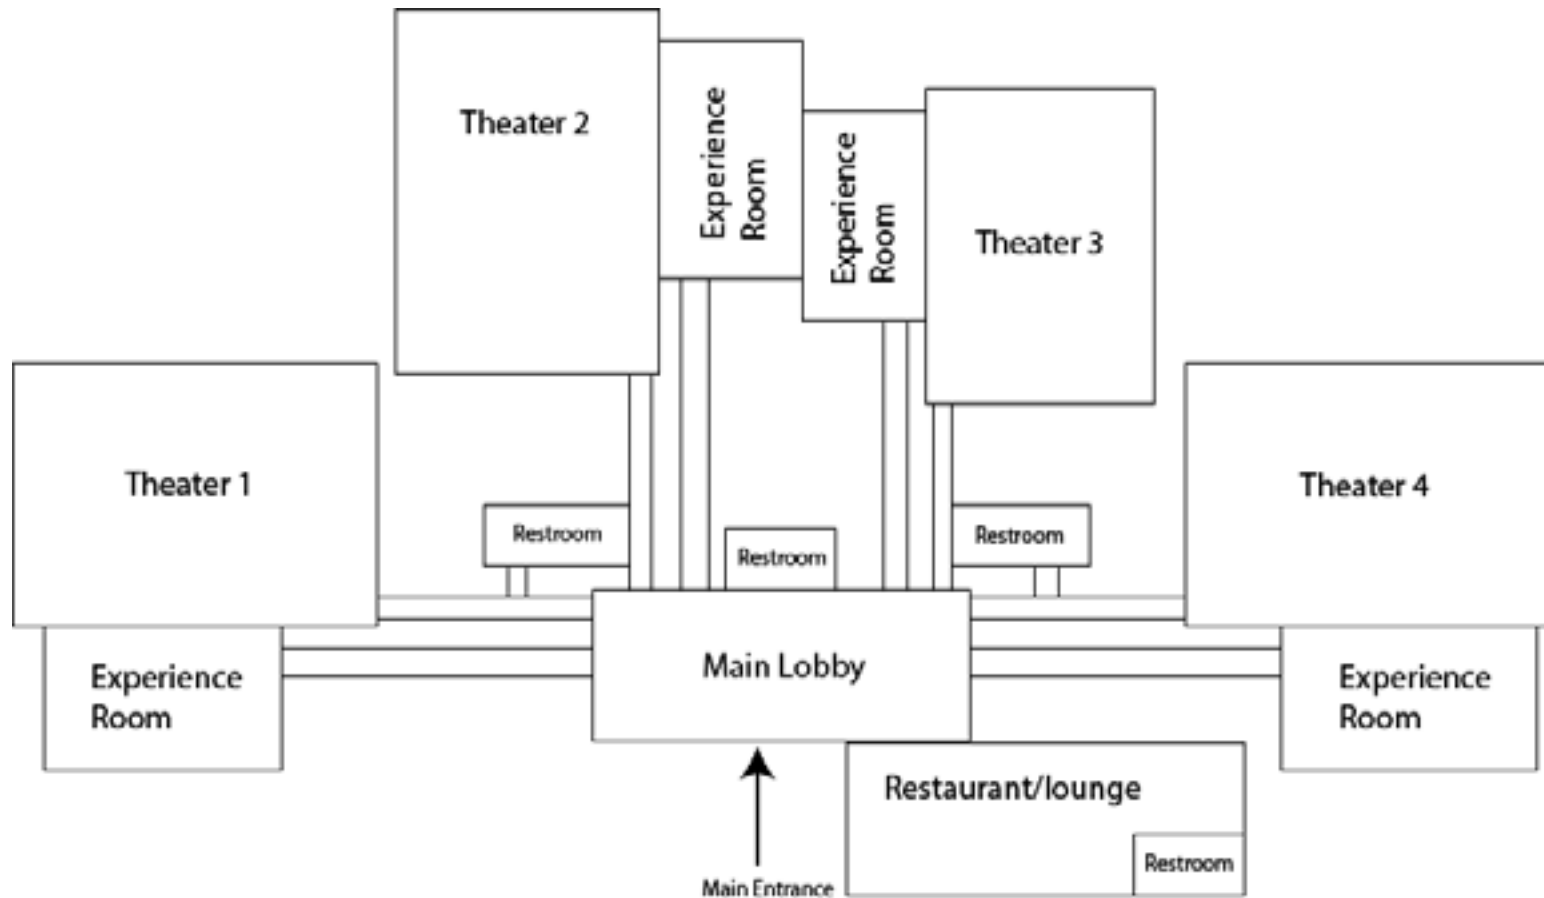 Theater 2
Experience
Room
Experience
Room
Theater 3
Theater 1
Theater 4
Restroom
Restroom
Restroom
Experience
Room
Main Lobby
Experience
Room
Restaurant/lounge
Restroom
Main Entrance